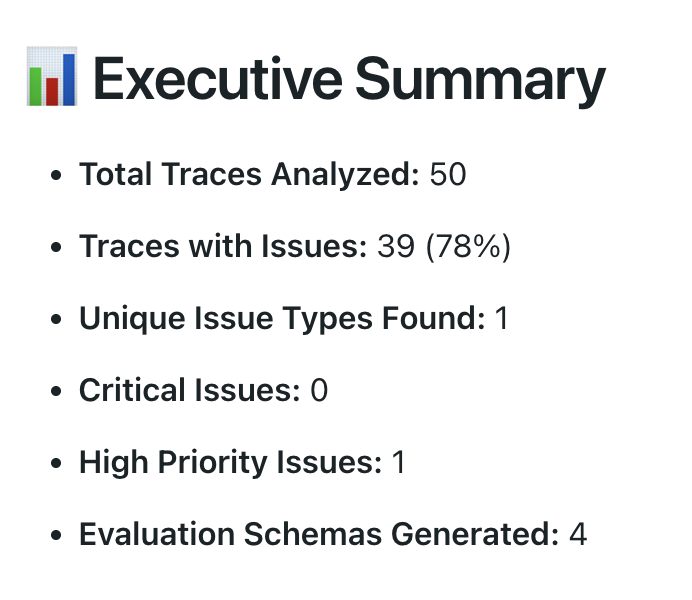 📊 Executive Summary
• Total Traces Analyzed: 50
• Traces with Issues: 39 (78%)
• Unique Issue Types Found: 1
• Critical Issues: 0
• High Priority Issues: 1
• Evaluation Schemas Generated: 4